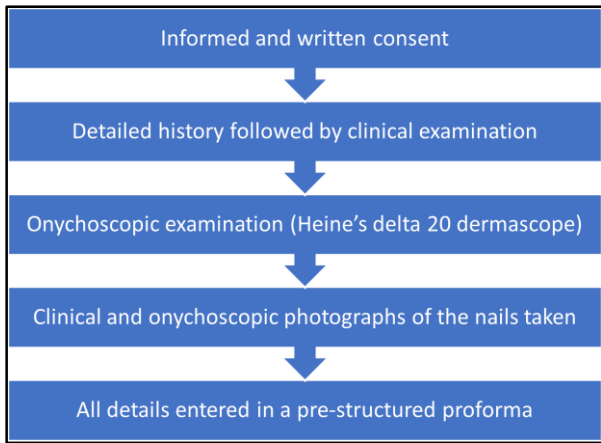 Informed and written consent
Detailed history followed by clinical examination
Onychoscopic examination (Heine's delta 20 dermascope)
Clinical and onychoscopic photographs of the nails taken
All details entered in a pre-structured proforma